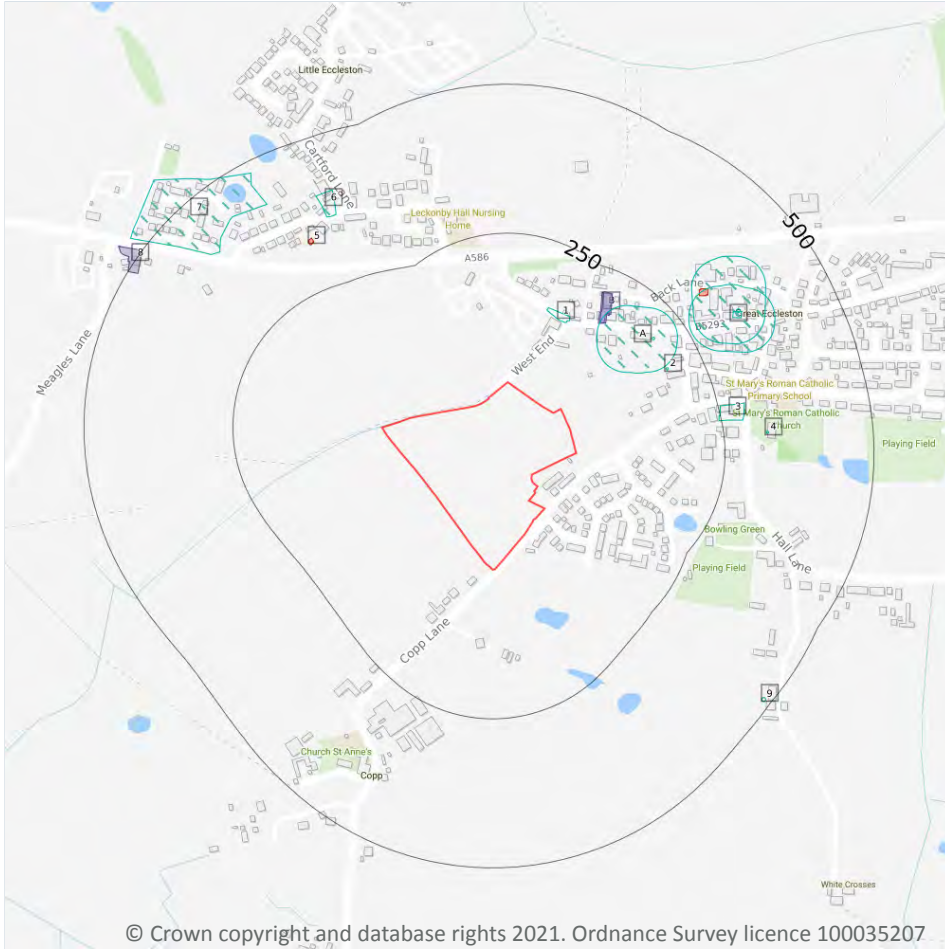 Little Eccleston
Cartford Lane
6
7
Leckonby Hall Nursing
Home
5
8
A586
250
500
Back Lane
1
Great Eccleston
B5293
A
West End
2
Meagles Lane
St Mary's Roman Catholic
Primary School
3
St Mary's Roman Catholic
Church
4
Playing Field
Bowling Green
Hall Lane
Playing Field
Copp Lane
9
Church St Anne's
Copp
White Crosses
© Crown copyright and database rights 2021. Ordnance Survey licence 100035207.